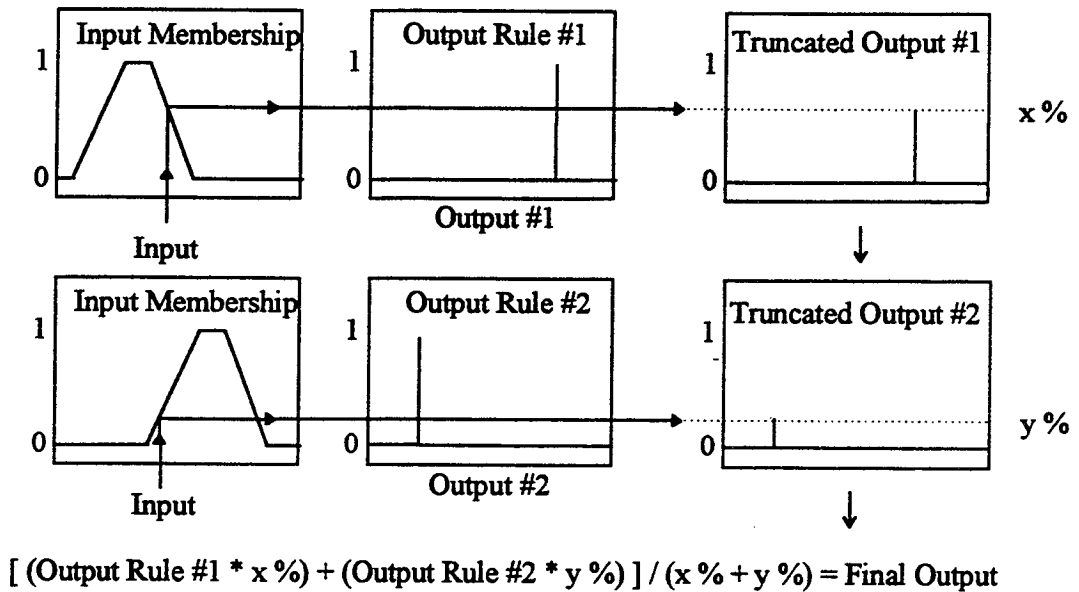 Input Membership
Output Rule #1
Truncated Output #1
1
1
1
x %
0
0
0
Output #1
Input
Input Membership
Output Rule #2
Truncated Output #2
1
1
1
y %
0
0
0
Output #2
Input
[ (Output Rule #1 * x %) + (Output Rule #2 * y %) ] / (x % + y %) = Final Output